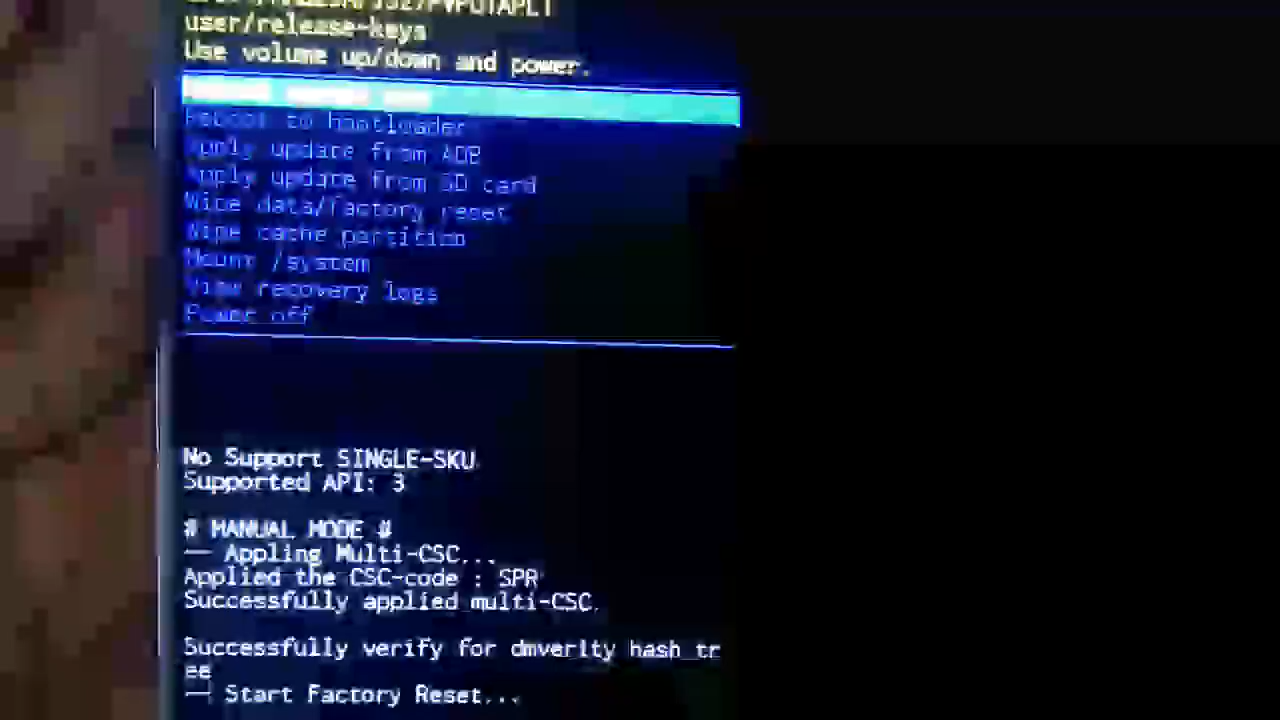 user/release-keys
Use volume up/down and power.
Reboot to bootloader
Apply update from ADB
Apply update from SD card
Wipe data/factory reset
Wipe cache partition
Mount /system
View recovery logs
Power off
No Support SINGLE-SKU
Supported API: 3
# MANUAL MODE #
-- Appling Multi-CSC...
Applied the CSC-code : SPR
Successfully applied multi-CSC.
Successfully verify for dmverity hash tr
ee
-- Start Factory Reset...